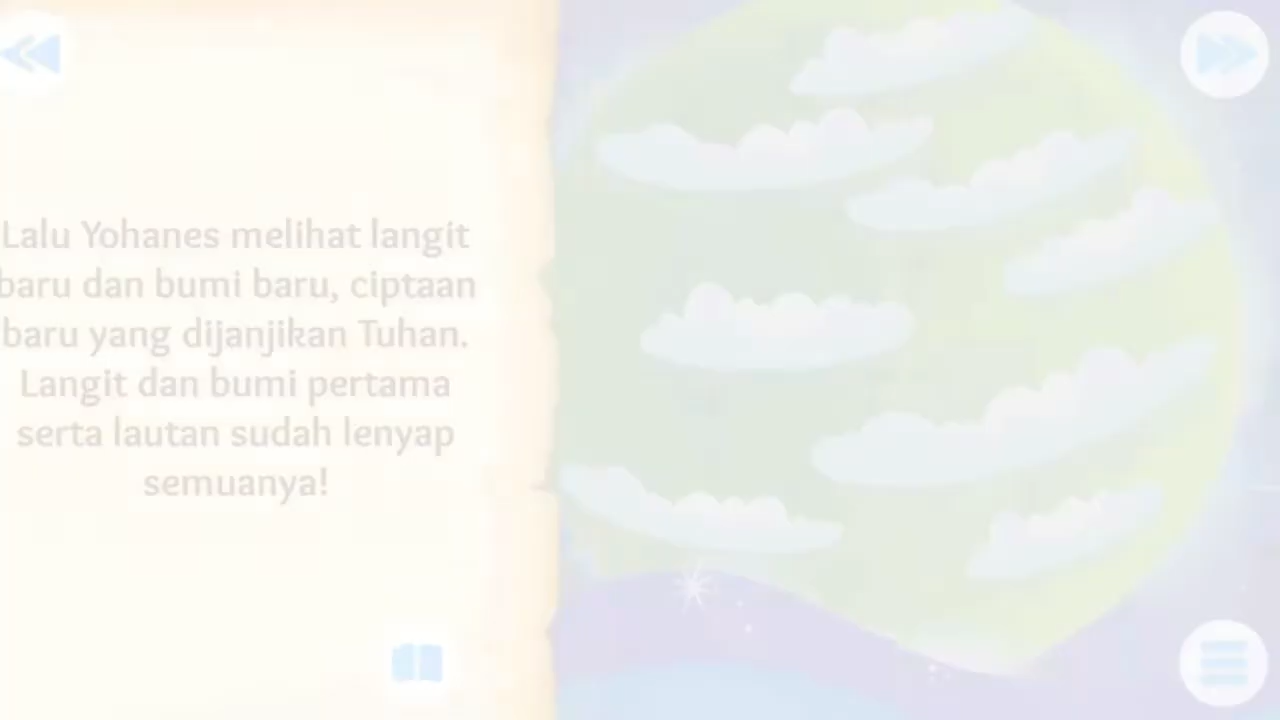 Lalu Yohanes melihat langit
baru dan bumi baru, ciptaan
baru yang dijanjikan Tuhan.
Langit dan bumi pertama
serta lautan sudah lenyap
semuanya!